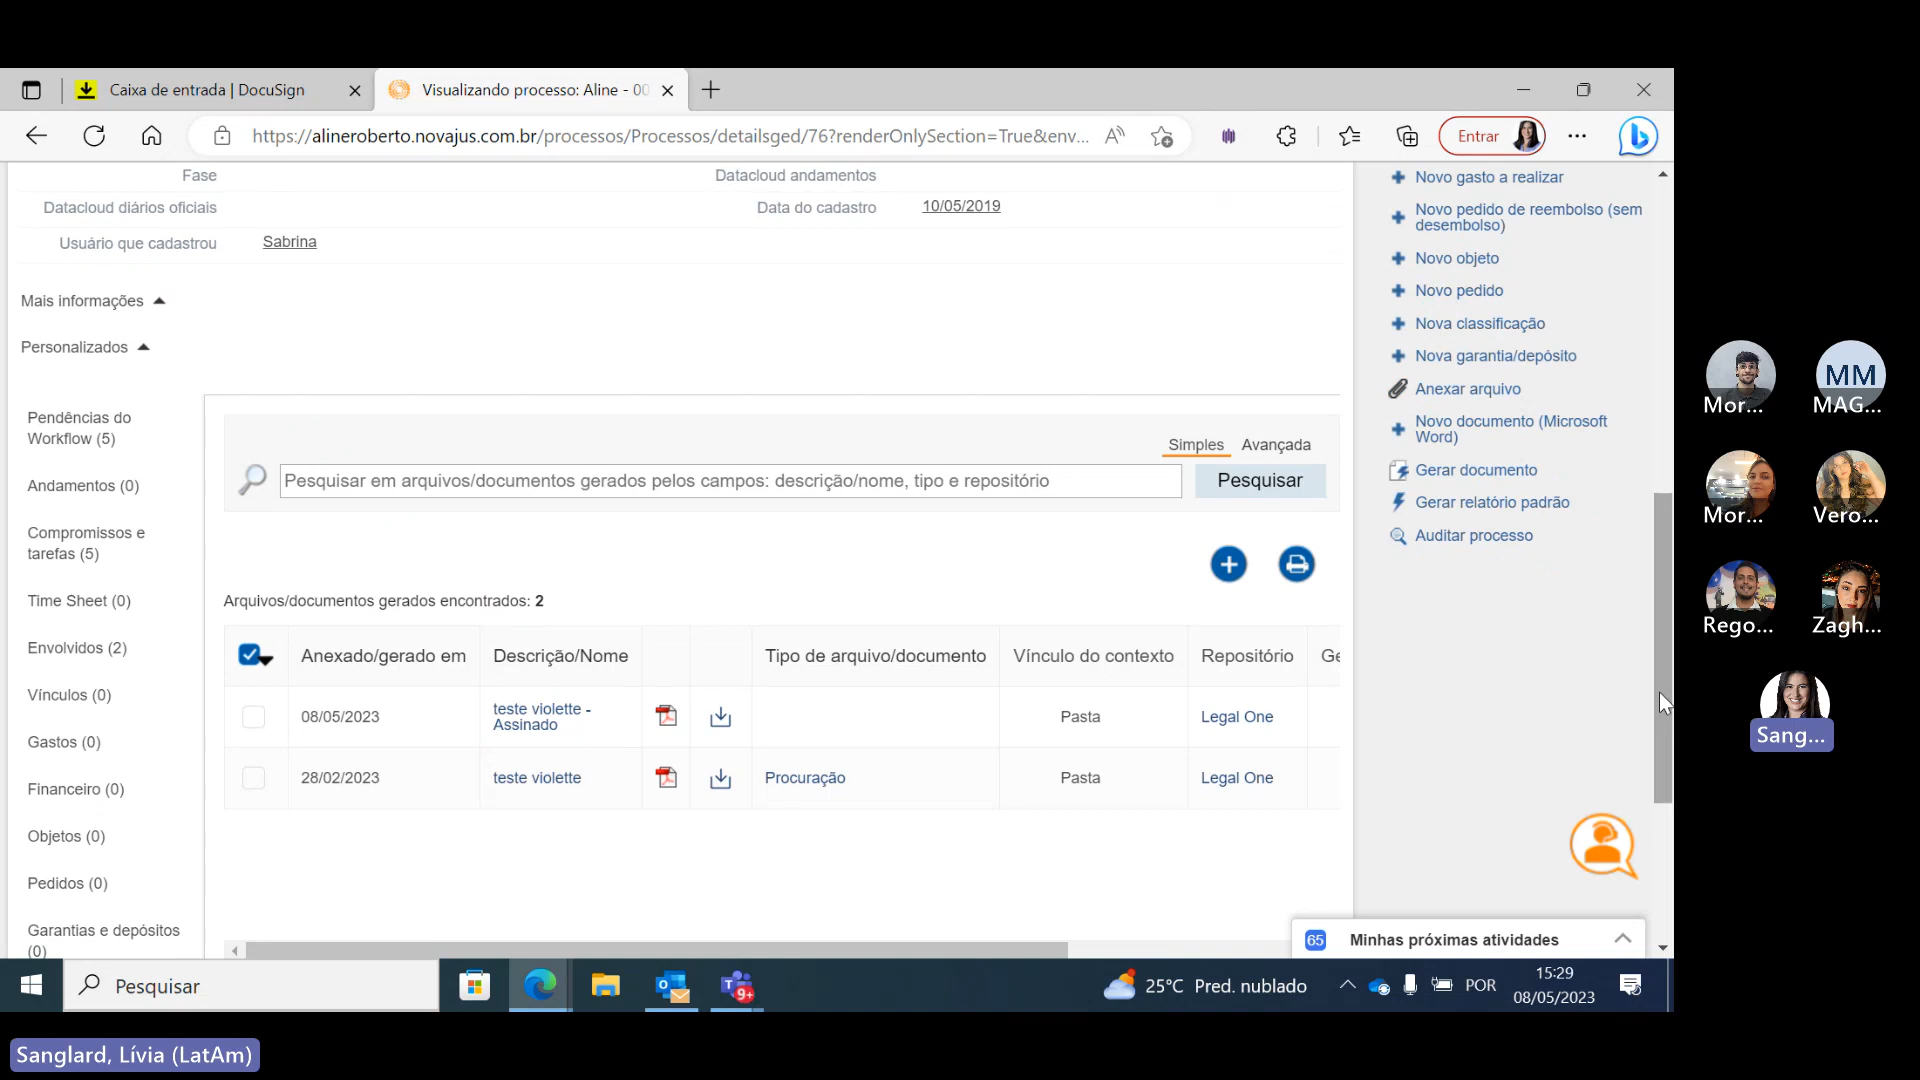 Caixa de entrada | DocuSign
Visualizando processo: Aline - 00
https://alineroberto.novajus.com.br/processos/Processos/detailsged/76?renderOnlySection=True&env...
Entrar
Fase
Datacloud andamentos
Datacloud diários oficiais
Data do cadastro
10/05/2019
Usuário que cadastrou
Sabrina
Mais informações
Personalizados
Pendências do
Workflow (5)
Andamentos (0)
Compromissos e
tarefas (5)
Time Sheet (0)
Envolvidos (2)
Vínculos (0)
Gastos (0)
Financeiro (0)
Objetos (0)
Pedidos (0)
Garantias e depósitos
(0)
Simples
Avançada
Pesquisar em arquivos/documentos gerados pelos campos: descrição/nome, tipo e repositório
Pesquisar
Arquivos/documentos gerados encontrados: 2
Anexado/gerado em
Descrição/Nome
Tipo de arquivo/documento
Vínculo do contexto
Repositório
Ge
08/05/2023
teste violette -
Assinado
Pasta
Legal One
28/02/2023
teste violette
Procuração
Pasta
Legal One
Novo gasto a realizar
Novo pedido de reembolso (sem
desembolso)
Novo objeto
Novo pedido
Nova classificação
Nova garantia/depósito
Anexar arquivo
Novo documento (Microsoft
Word)
Gerar documento
Gerar relatório padrão
Auditar processo
65
Minhas próximas atividades
Pesquisar
9+
25°C Pred. nublado
POR
15:29
08/05/2023
Mor...
MM
MAG...
Mor...
Vero...
Rego...
Zagh...
Sang...
Sanglard, Lívia (LatAm)